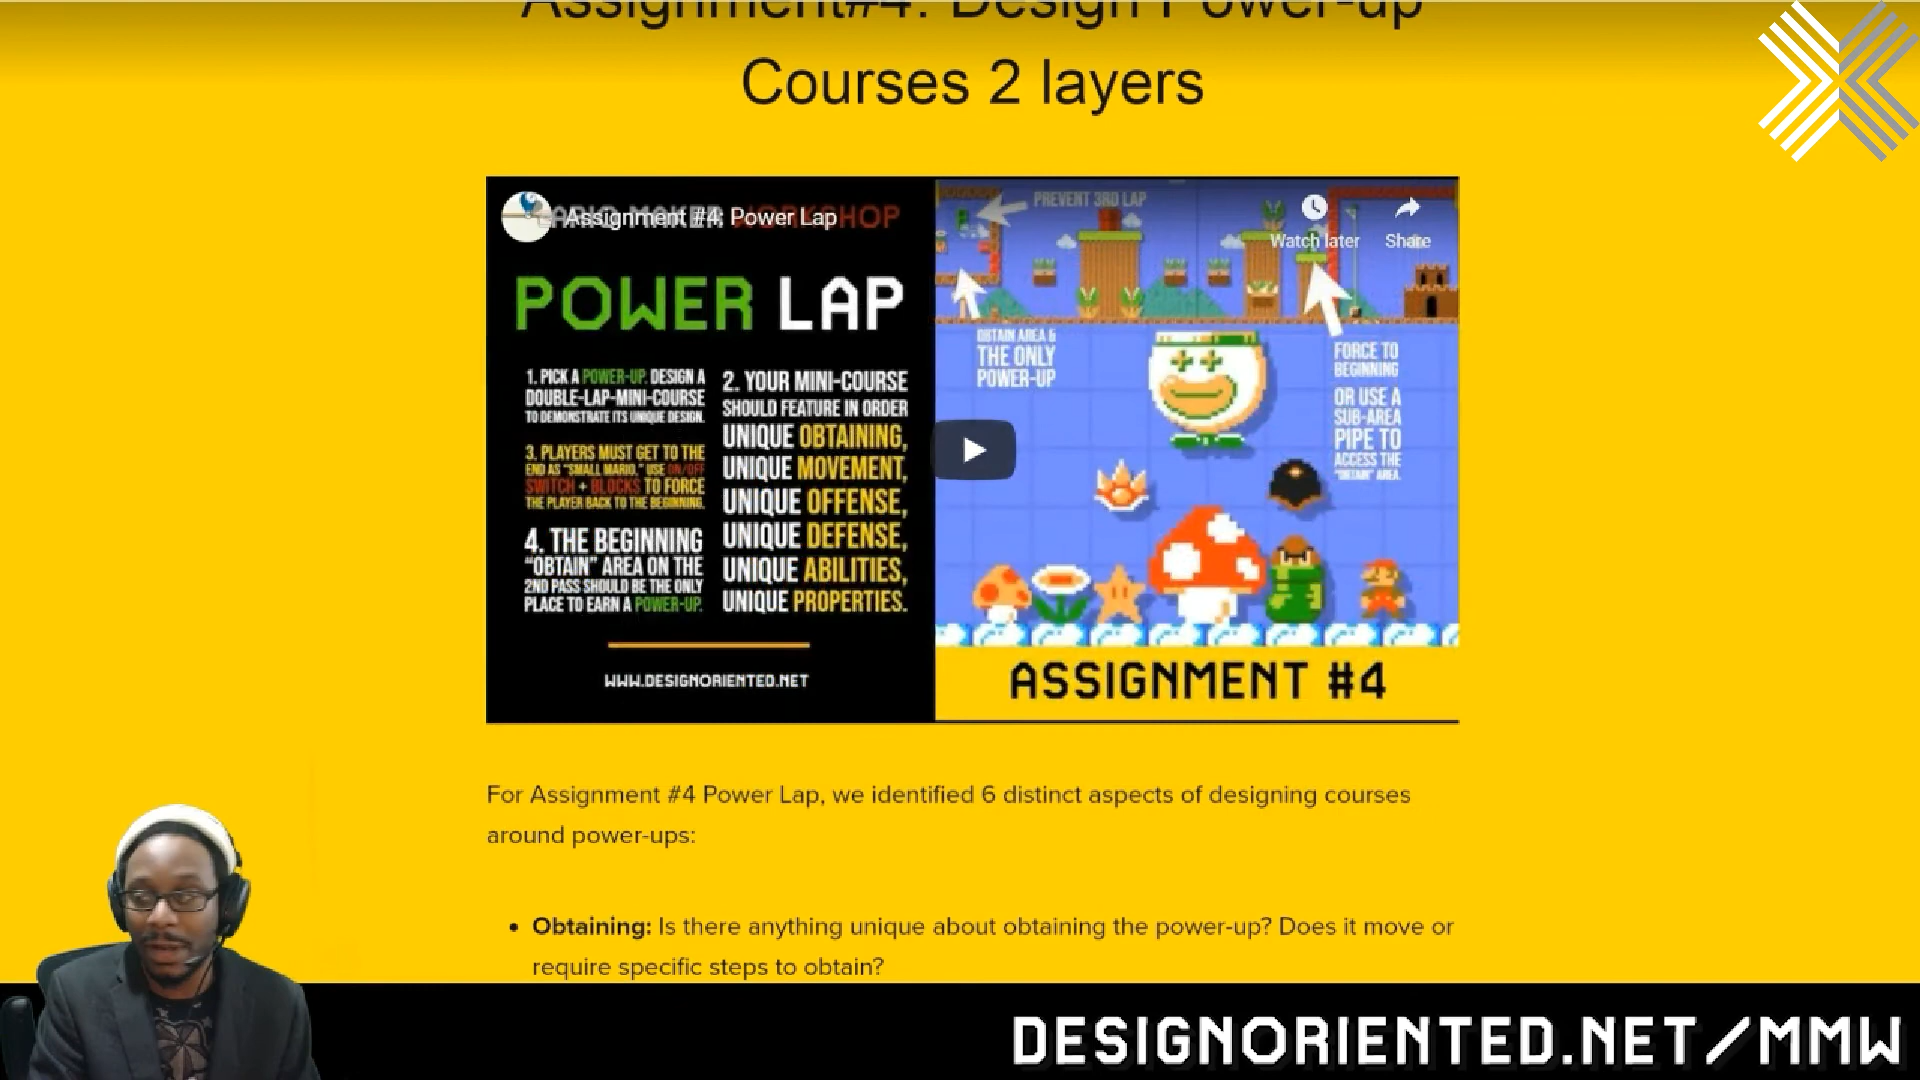 Assignment#4: Design Power-up
Courses 2 layers
MARIO MAKER WORKSHOP
Assignment #4: Power Lap
POWER LAP
1. PICK A POWER-UP. DESIGN A
DOUBLE-LAP-MINI-COURSE
TO DEMONSTRATE ITS UNIQUE DESIGN.
3. PLAYERS MUST GET TO THE
END AS "SMALL MARIO." USE ON/OFF
SWITCH + BLOCKS TO FORCE
THE PLAYER BACK TO THE BEGINNING.
4. THE BEGINNING
"OBTAIN" AREA ON THE
2ND PASS SHOULD BE THE ONLY
PLACE TO EARN A POWER-UP.
2. YOUR MINI-COURSE
SHOULD FEATURE IN ORDER
UNIQUE OBTAINING,
UNIQUE MOVEMENT,
UNIQUE OFFENSE,
UNIQUE DEFENSE,
UNIQUE ABILITIES,
UNIQUE PROPERTIES.
WWW.DESIGNORIENTED.NET
PREVENT 3RD LAP
Watch later
Share
OBTAIN AREA &
THE ONLY
POWER-UP
FORCE TO
BEGINNING
OR USE A
SUB-AREA
PIPE TO
ACCESS THE
"OBTAIN" AREA.
ASSIGNMENT #4
For Assignment #4 Power Lap, we identified 6 distinct aspects of designing courses
around power-ups:
• Obtaining: Is there anything unique about obtaining the power-up? Does it move or
require specific steps to obtain?
DESIGNORIENTED.NET/MMW